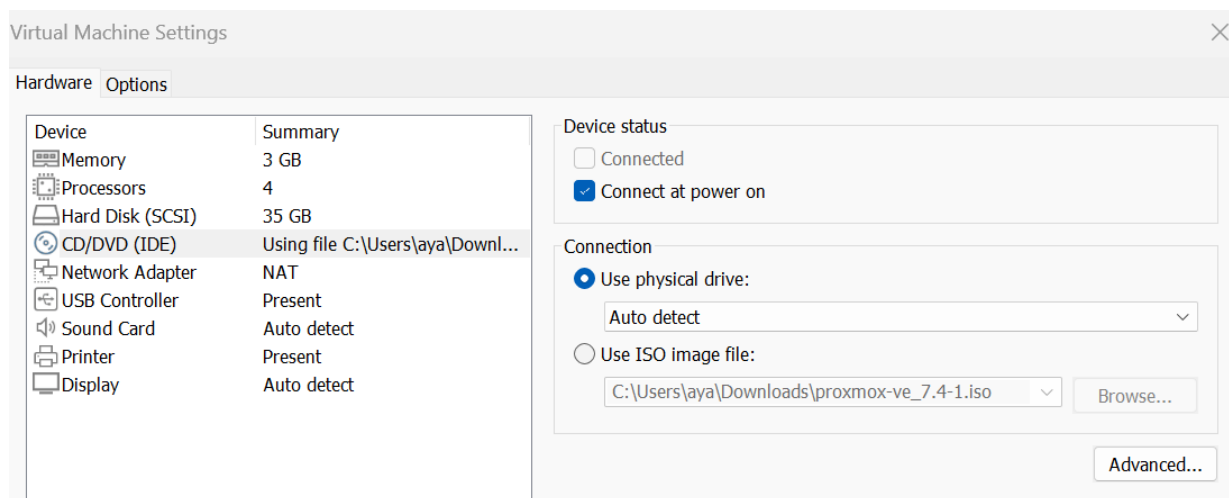 Virtual Machine Settings
Hardware Options
Device Summary
Memory 3 GB
Processors 4
Hard Disk (SCSI) 35 GB
CD/DVD (IDE) Using file C:\Users\aya\Downl...
Network Adapter NAT
USB Controller Present
Sound Card Auto detect
Printer Present
Display Auto detect
Device status
Connected
Connect at power on
Connection
Use physical drive:
Auto detect
Use ISO image file:
C:\Users\aya\Downloads\proxmox-ve_7.4-1.iso
Browse...
Advanced...